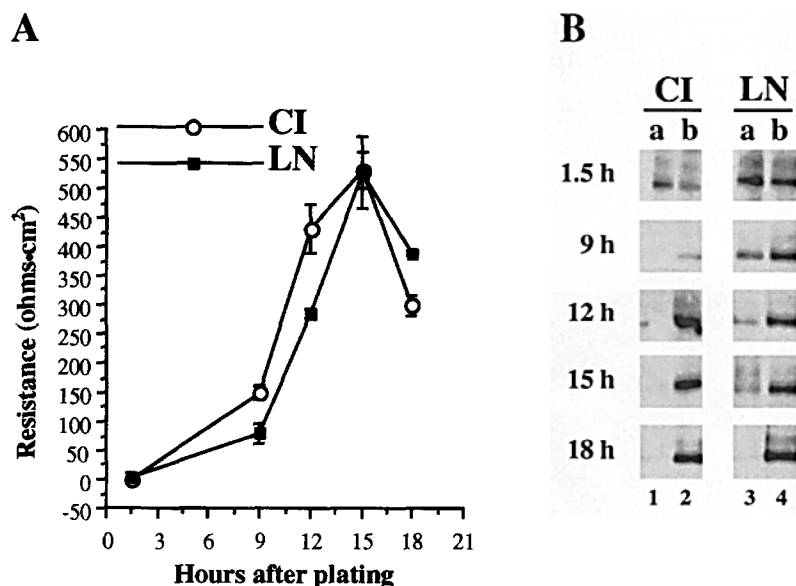 A
CI
LN
600
550
500
450
400
350
300
250
200
150
100
50
0
-50
Resistance (ohms•cm²)
0 3 6 9 12 15 18 21
Hours after plating
B
CI LN
a b a b
1.5 h
9 h
12 h
15 h
18 h
1 2 3 4